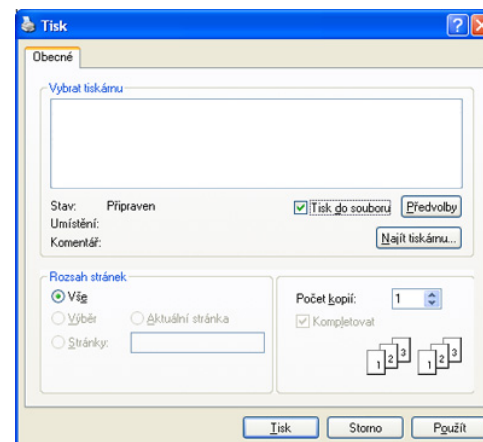 Tisk
Obecné
Vybrat tiskárnu
Stav: Připraven
Tisk do souboru
Předvolby
Umístění:
Komentář:
Najít tiskárnu...
Rozsah stránek
Vše
Výběr
Aktuální stránka
Stránky:
Počet kopií: 1
Kompletovat
1 2 3 1 2 3
Tisk Storno Použít